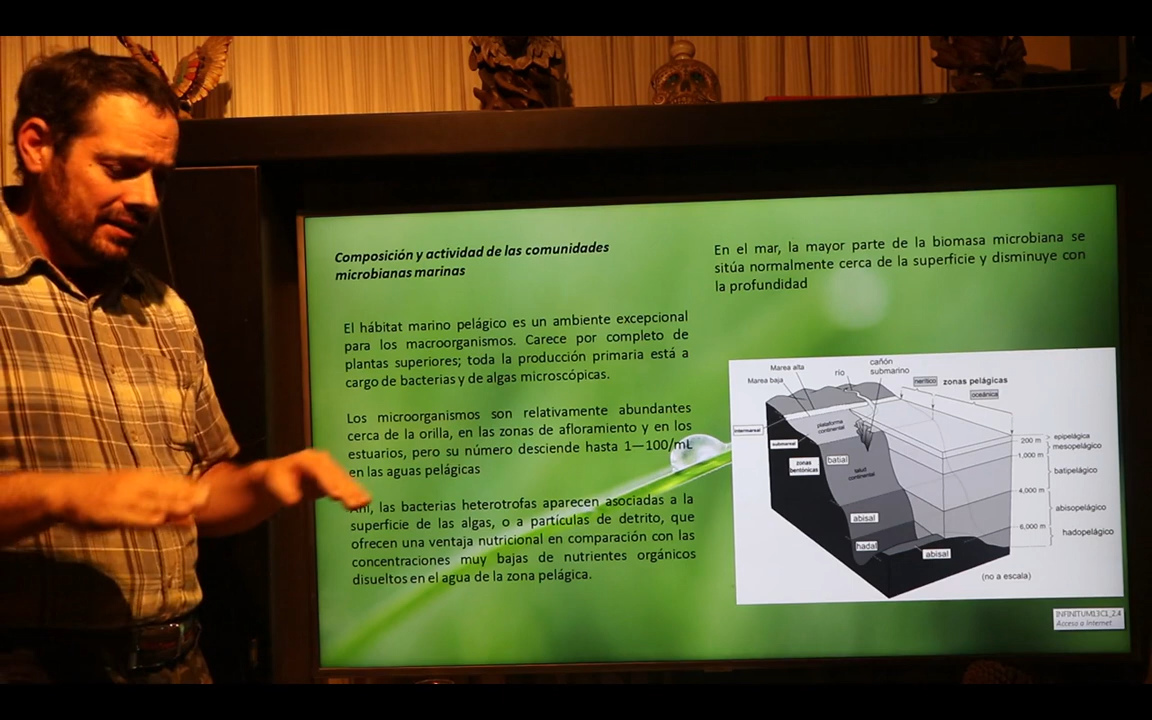 Composición y actividad de las comunidades
microbianas marinas
El hábitat marino pelágico es un ambiente excepcional
para los macroorganismos. Carece por completo de
plantas superiores; toda la producción primaria está a
cargo de bacterias y de algas microscópicas.
Los microorganismos son relativamente abundantes
cerca de la orilla, en las zonas de afloramiento y en los
estuarios, pero su número desciende hasta 1—100/mL
en las aguas pelágicas
las bacterias heterotrofas aparecen asociadas a la
superficie de las algas, o a partículas de detrito, que
ofrecen una ventaja nutricional en comparación con las
concentraciones muy bajas de nutrientes orgánicos
disueltos en el agua de la zona pelágica.
En el mar, la mayor parte de la biomasa microbiana se
sitúa normalmente cerca de la superficie y disminuye con
la profundidad
Marea alta
Marea baja
río
cañón
submarino
nerítico
zonas pelágicas
oceánica
intermareal
submareal
plataforma
continental
zonas
bentónicas
batial
talud
continental
abisal
hadal
abisal
200 m
1,000 m
4,000 m
6,000 m
epipelágica
mesopelágico
batipelágico
abisopelágico
hadopelágico
(no a escala)
INFINITUM13C1_2.4
Acceso a Internet